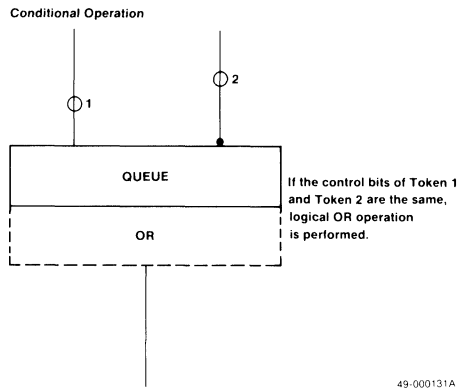 Conditional Operation
1
2
QUEUE
If the control bits of Token 1
and Token 2 are the same,
logical OR operation
is performed.
OR
49-000131A